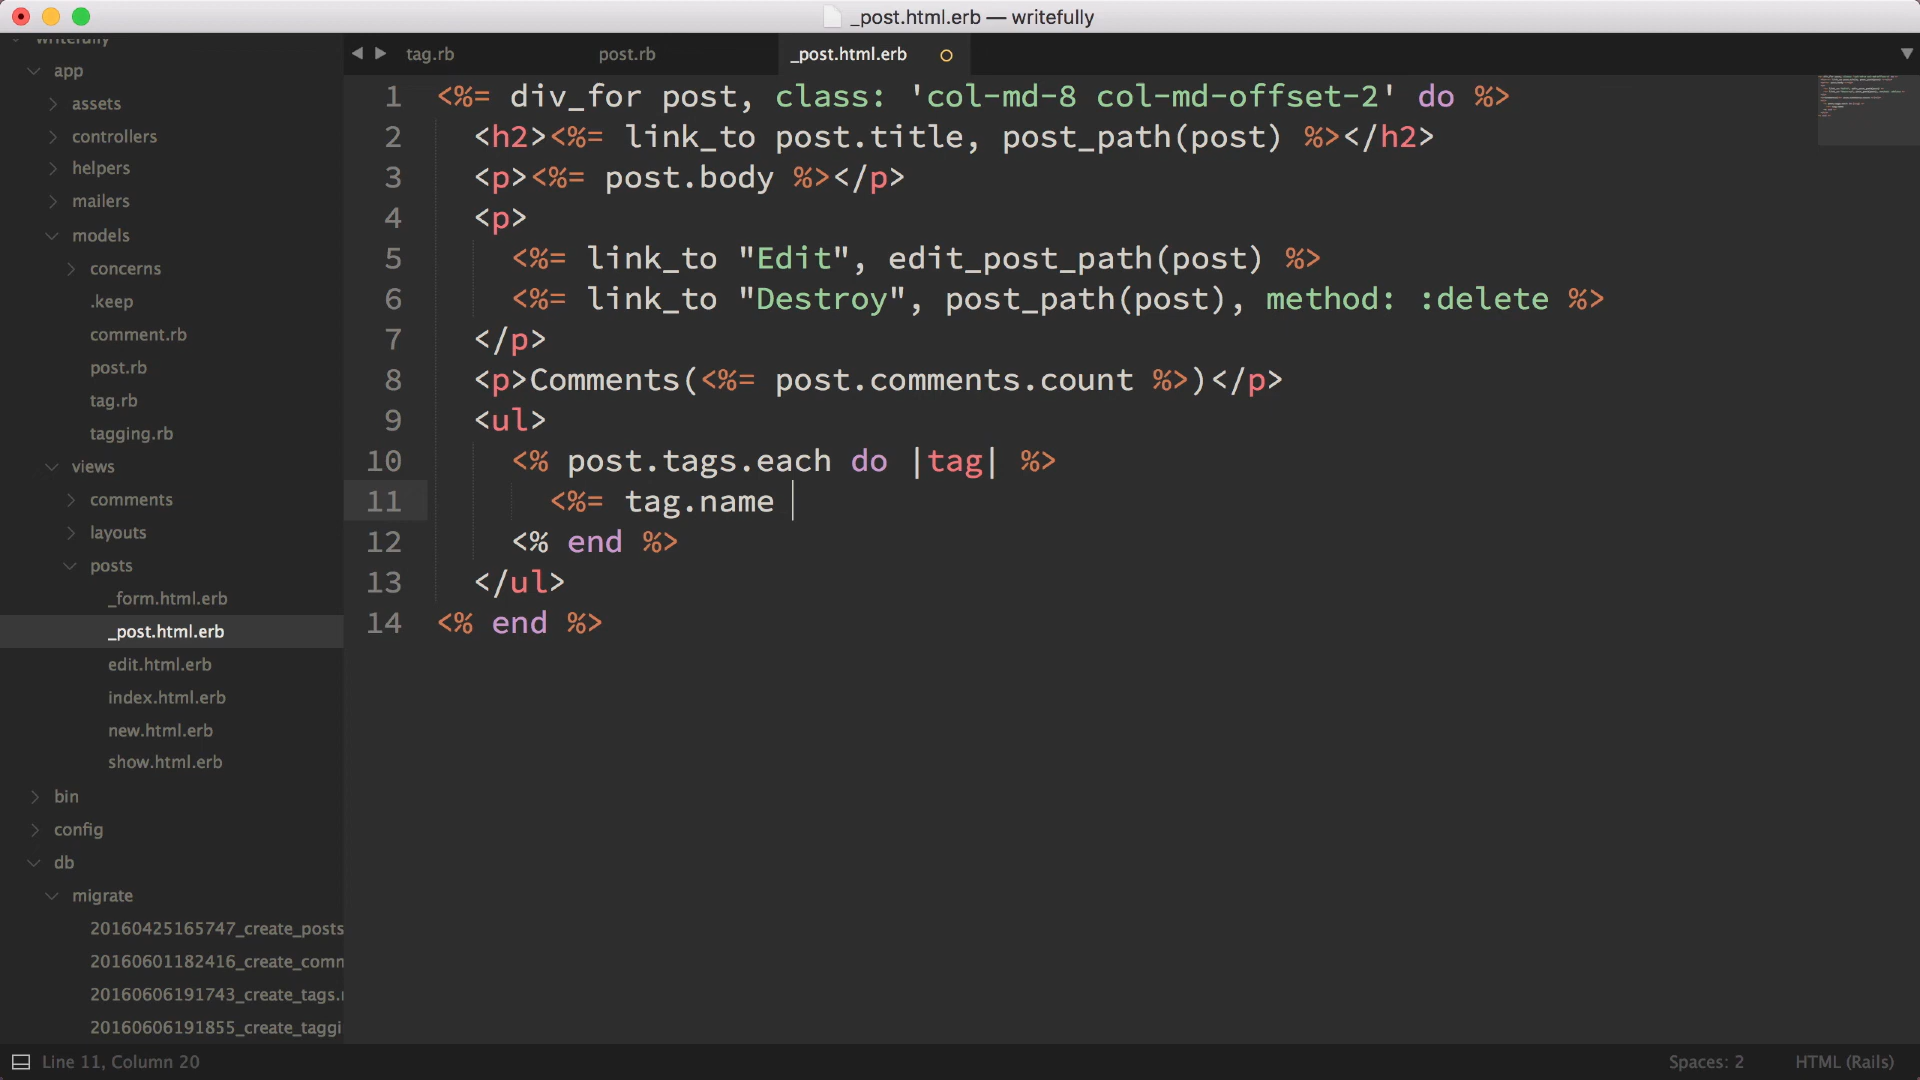 _post.html.erb — writefully
writefully
app
assets
controllers
helpers
mailers
models
concerns
.keep
comment.rb
post.rb
tag.rb
tagging.rb
views
comments
layouts
posts
_form.html.erb
_post.html.erb
edit.html.erb
index.html.erb
new.html.erb
show.html.erb
bin
config
db
migrate
20160425165747_create_posts
20160601182416_create_comm
20160606191743_create_tags.r
20160606191855_create_taggi
tag.rb post.rb _post.html.erb
1 <%= div_for post, class: 'col-md-8 col-md-offset-2' do %>
2 <h2><%= link_to post.title, post_path(post) %></h2>
3 <p><%= post.body %></p>
4 <p>
5 <%= link_to "Edit", edit_post_path(post) %>
6 <%= link_to "Destroy", post_path(post), method: :delete %>
7 </p>
8 <p>Comments(<%= post.comments.count %>)</p>
9 <ul>
10 <% post.tags.each do |tag| %>
11 <%= tag.name
12 <% end %>
13 </ul>
14 <% end %>
Line 11, Column 20
Spaces: 2 HTML (Rails)